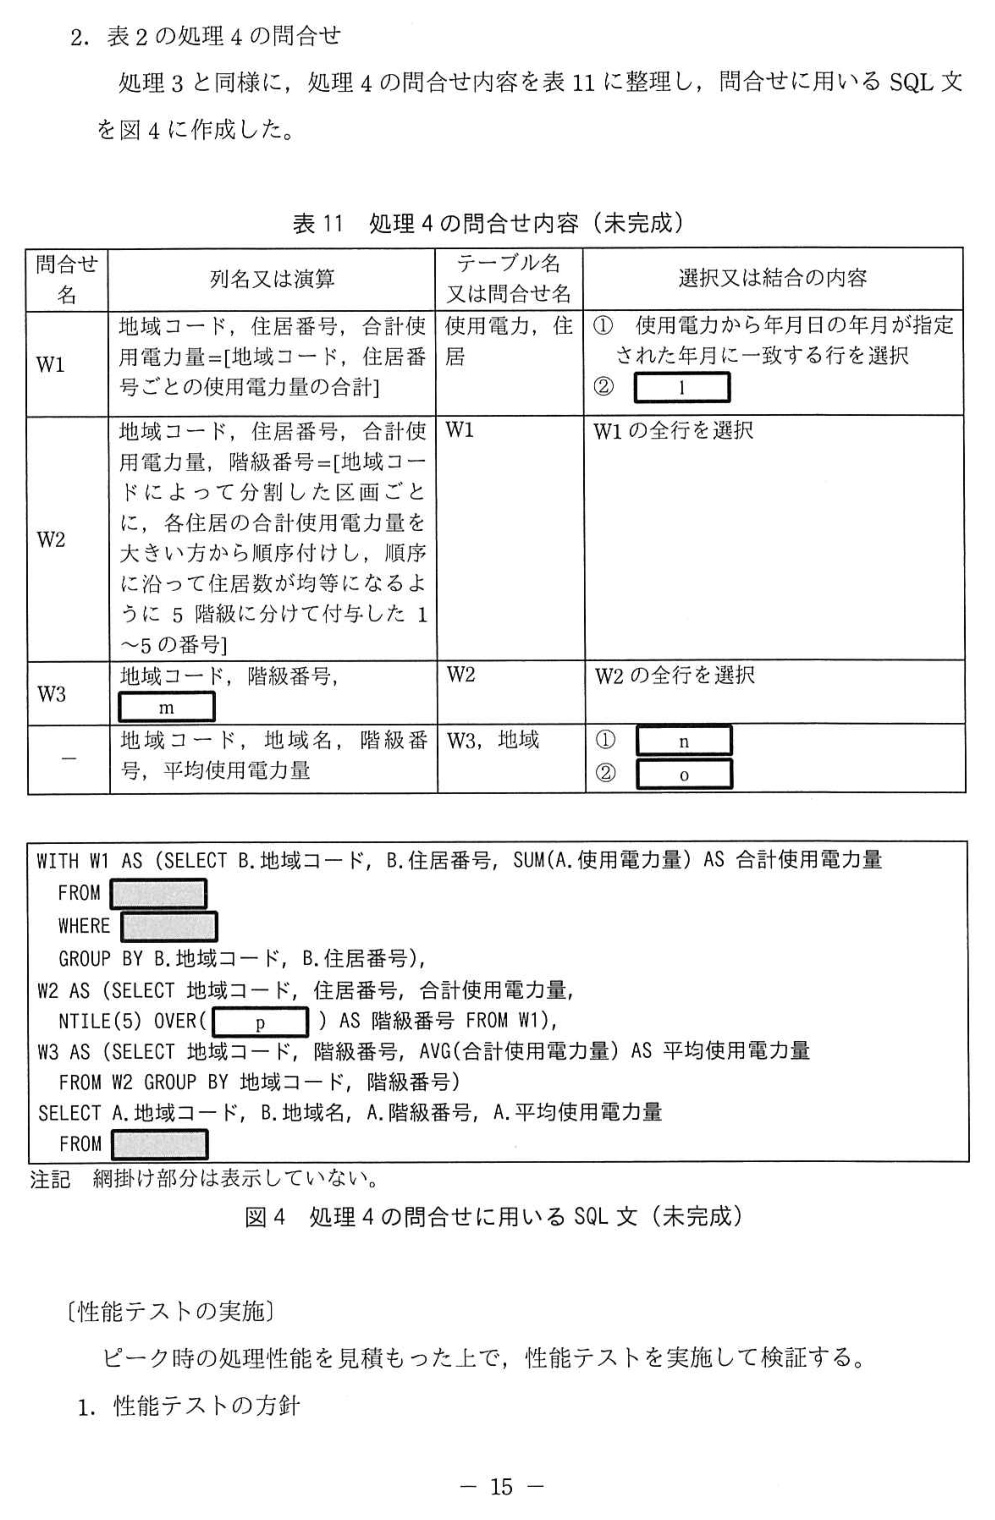 2. 表2の処理4の問合せ
処理3と同様に，処理4の問合せ内容を表11に整理し，問合せに用いるSQL文
を図4に作成した。
表11　処理4の問合せ内容（未完成）
問合せ
名
列名又は演算
テーブル名
又は問合せ名
選択又は結合の内容
W1
地域コード，住居番号，合計使
用電力量=[地域コード，住居番
号ごとの使用電力量の合計]
使用電力，住
居
①　使用電力から年月日の年月が指定
された年月に一致する行を選択
② l
W2
地域コード，住居番号，合計使
用電力量，階級番号=[地域コー
ドによって分割した区画ごと
に，各住居の合計使用電力量を
大きい方から順序付けし，順序
に沿って住居数が均等になるよ
うに 5 階級に分けて付与した 1
～5の番号]
W1
W1の全行を選択
W3
地域コード，階級番号，
m
W2
W2の全行を選択
－
地域コード，地域名，階級番
号，平均使用電力量
W3，地域
① n
② o
WITH W1 AS (SELECT B.地域コード, B.住居番号, SUM(A.使用電力量) AS 合計使用電力量
FROM
WHERE
GROUP BY B.地域コード, B.住居番号),
W2 AS (SELECT 地域コード, 住居番号, 合計使用電力量,
NTILE(5) OVER( p ) AS 階級番号 FROM W1),
W3 AS (SELECT 地域コード, 階級番号, AVG(合計使用電力量) AS 平均使用電力量
FROM W2 GROUP BY 地域コード, 階級番号)
SELECT A.地域コード, B.地域名, A.階級番号, A.平均使用電力量
FROM
注記　網掛け部分は表示していない。
図4　処理4の問合せに用いるSQL文（未完成）
〔性能テストの実施〕
ピーク時の処理性能を見積もった上で，性能テストを実施して検証する。
1. 性能テストの方針
－ 15 －